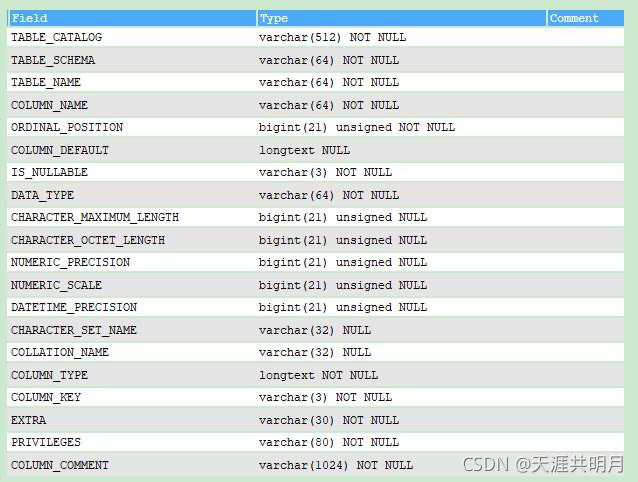 Field Type Comment
TABLE_CATALOG varchar(512) NOT NULL
TABLE_SCHEMA varchar(64) NOT NULL
TABLE_NAME varchar(64) NOT NULL
COLUMN_NAME varchar(64) NOT NULL
ORDINAL_POSITION bigint(21) unsigned NOT NULL
COLUMN_DEFAULT longtext NULL
IS_NULLABLE varchar(3) NOT NULL
DATA_TYPE varchar(64) NOT NULL
CHARACTER_MAXIMUM_LENGTH bigint(21) unsigned NULL
CHARACTER_OCTET_LENGTH bigint(21) unsigned NULL
NUMERIC_PRECISION bigint(21) unsigned NULL
NUMERIC_SCALE bigint(21) unsigned NULL
DATETIME_PRECISION bigint(21) unsigned NULL
CHARACTER_SET_NAME varchar(32) NULL
COLLATION_NAME varchar(32) NULL
COLUMN_TYPE longtext NOT NULL
COLUMN_KEY varchar(3) NOT NULL
EXTRA varchar(30) NOT NULL
PRIVILEGES varchar(80) NOT NULL
COLUMN_COMMENT varchar(1024) NOT NULL
CSDN @天涯共明月